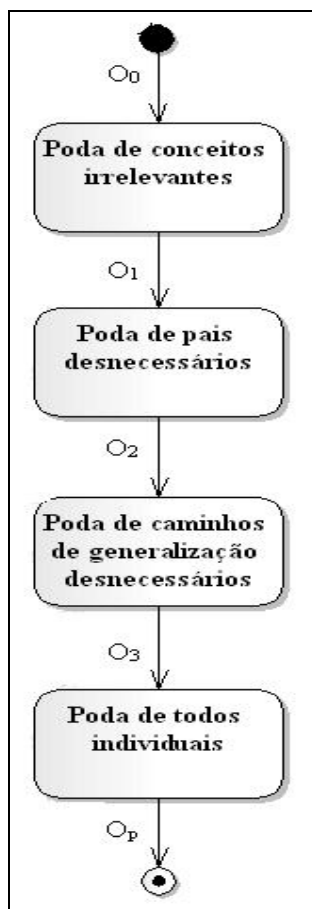 O₀
Poda de conceitos
irrelevantes
O₁
Poda de pais
desnecessários
O₂
Poda de caminhos
de generalização
desnecessários
O₃
Poda de todos
individuais
Oₚ